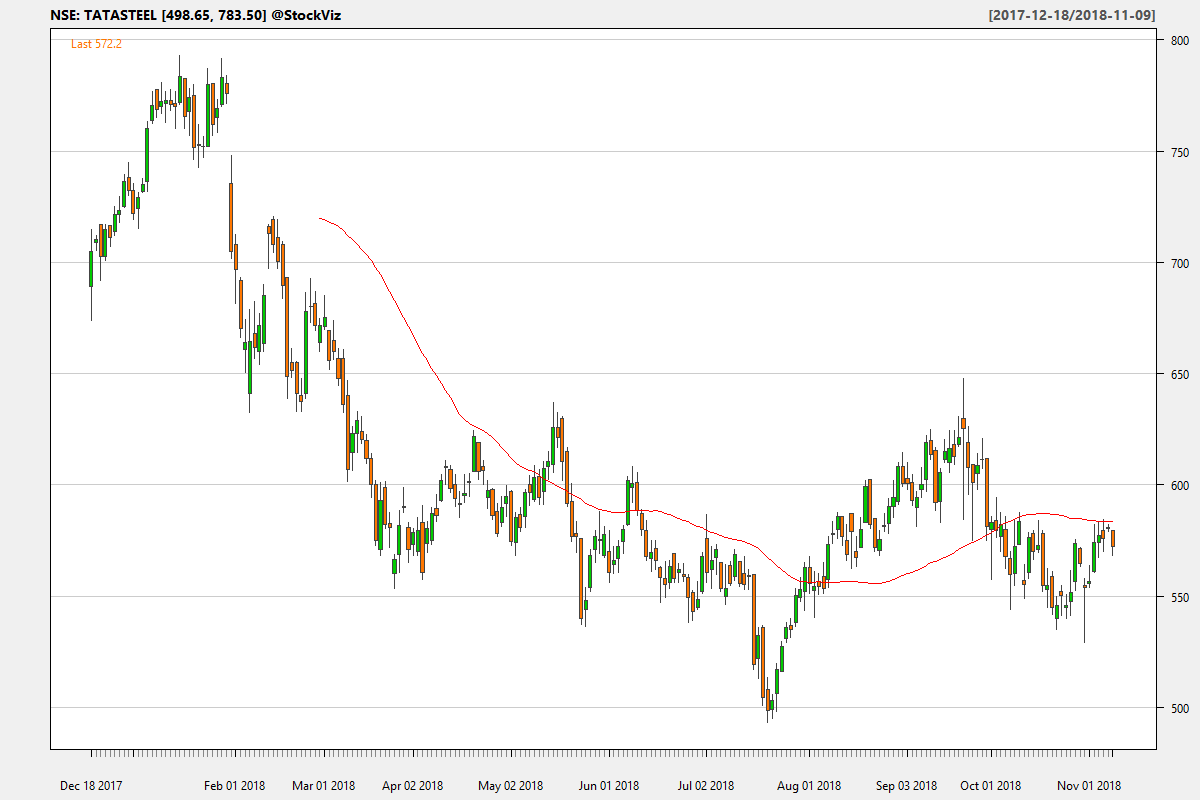 NSE: TATASTEEL [498.65, 783.50] @StockViz
[2017-12-18/2018-11-09]
Last 572.2
800
750
700
650
600
550
500
Dec 18 2017
Feb 01 2018
Mar 01 2018
Apr 02 2018
May 02 2018
Jun 01 2018
Jul 02 2018
Aug 01 2018
Sep 03 2018
Oct 01 2018
Nov 01 2018